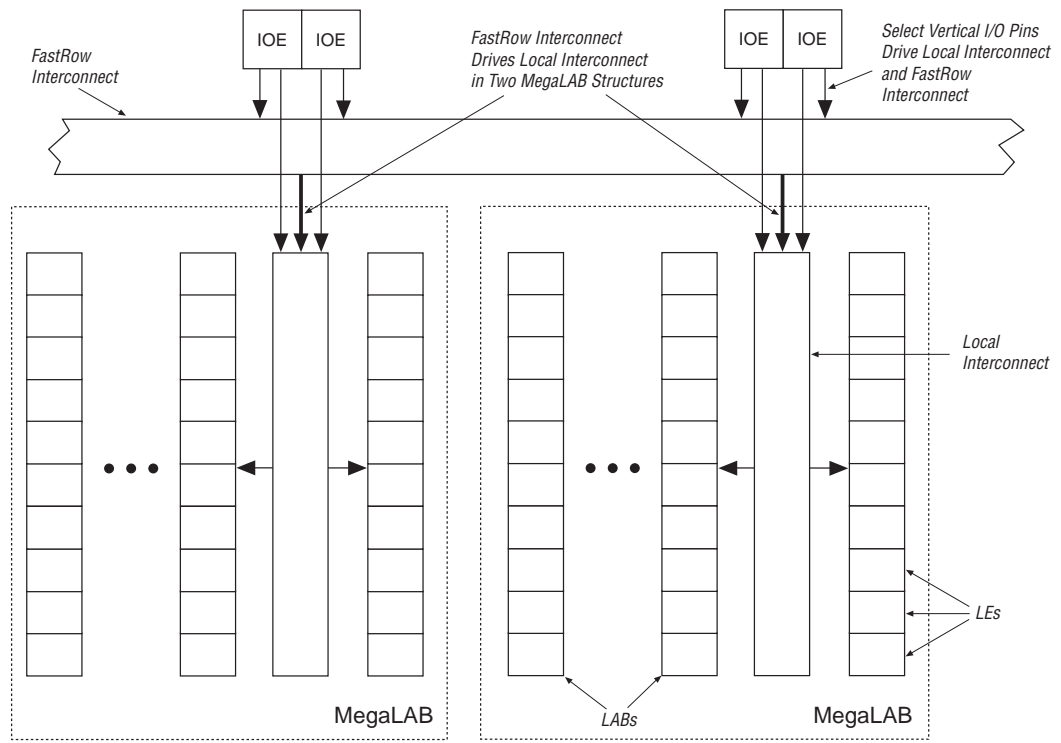 IOE IOE
FastRow
Interconnect
FastRow Interconnect
Drives Local Interconnect
in Two MegaLAB Structures
IOE IOE
Select Vertical I/O Pins
Drive Local Interconnect
and FastRow
Interconnect
Local
Interconnect
LEs
LABs
MegaLAB
MegaLAB